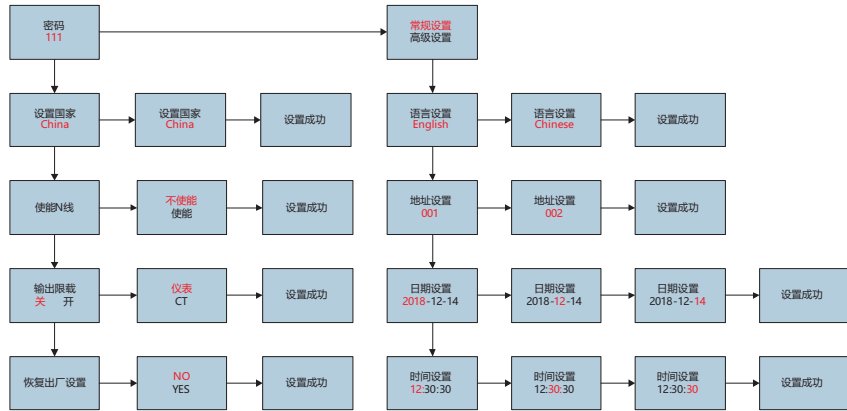 密码
111
常规设置
高级设置
设置国家
China
设置国家
China
设置成功
语言设置
English
语言设置
Chinese
设置成功
使能N线
不使能
使能
设置成功
地址设置
001
地址设置
002
设置成功
输出限载
关 开
仪表
CT
设置成功
日期设置
2018-12-14
日期设置
2018-12-14
日期设置
2018-12-14
设置成功
恢复出厂设置
NO
YES
设置成功
时间设置
12:30:30
时间设置
12:30:30
时间设置
12:30:30
设置成功